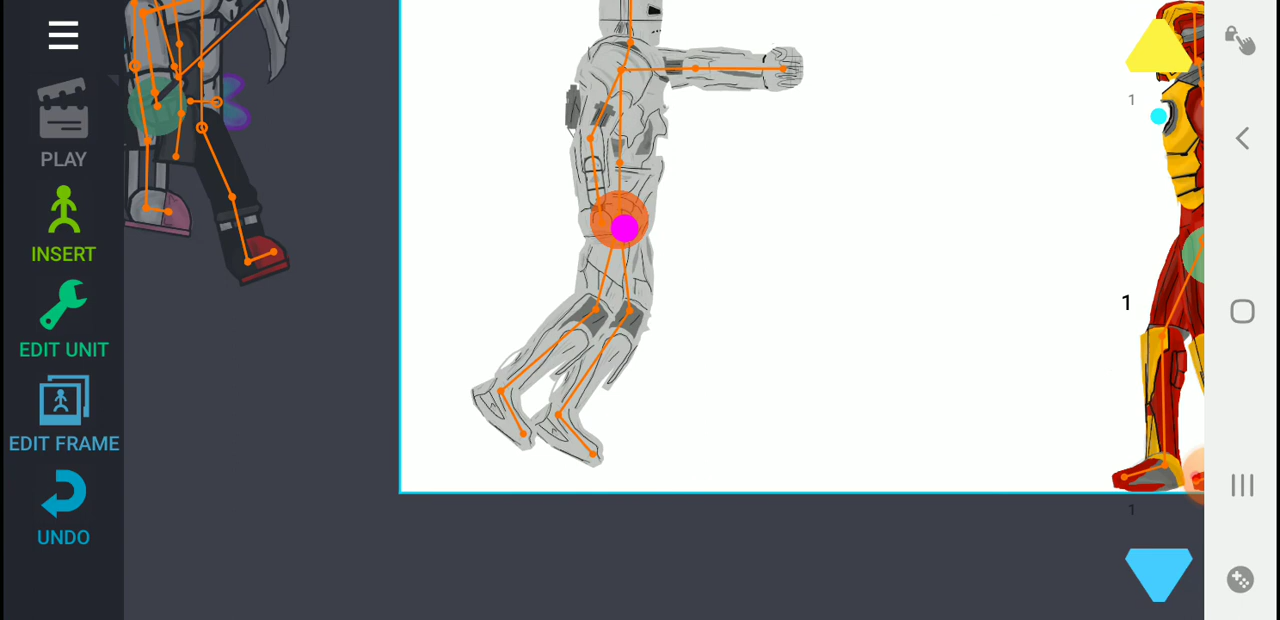 PLAY
INSERT
EDIT UNIT
EDIT FRAME
UNDO
1
1
1